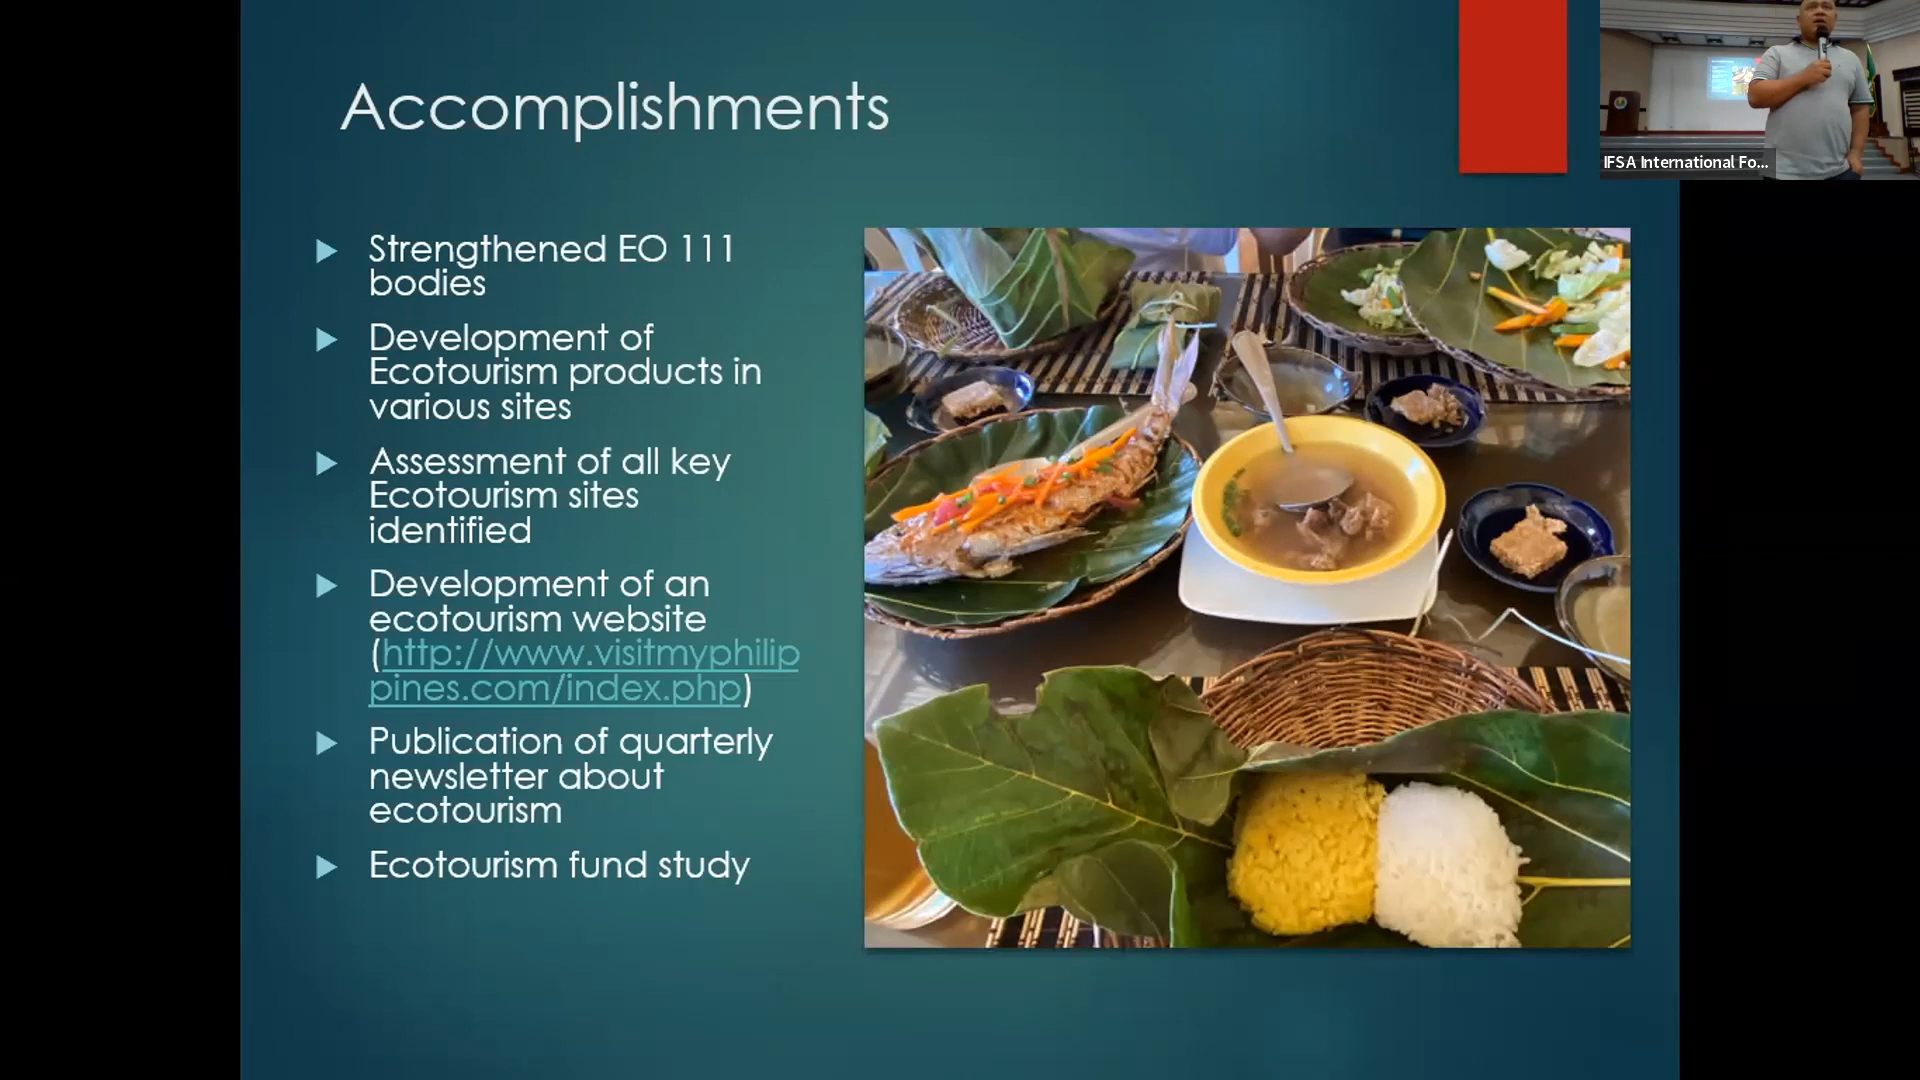 Accomplishments
IFSA International Fo...
Strengthened EO 111
bodies
Development of
Ecotourism products in
various sites
Assessment of all key
Ecotourism sites
identified
Development of an
ecotourism website
(http://www.visitmyphilip
pines.com/index.php)
Publication of quarterly
newsletter about
ecotourism
Ecotourism fund study